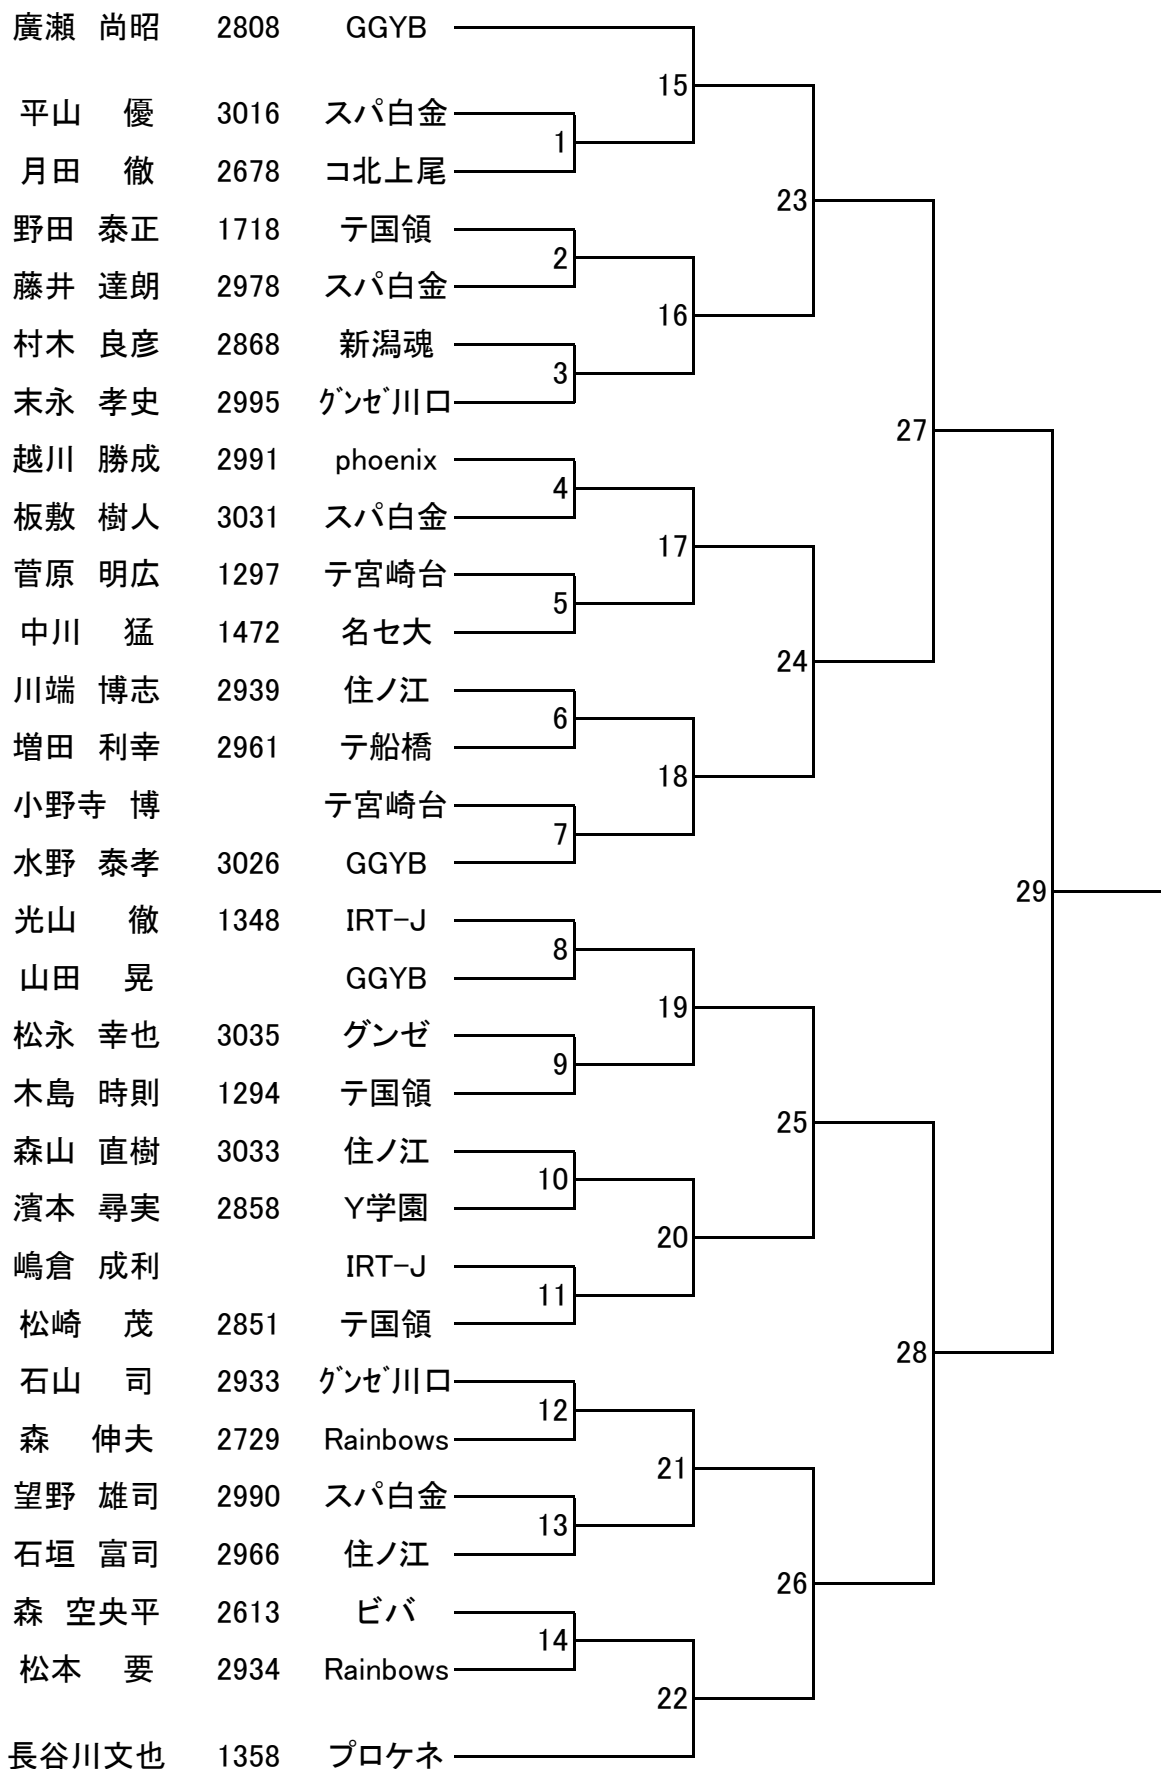 廣瀬 尚昭 2808 GGYB
15
平山 優 3016 スパ白金
1
月田 徹 2678 コ北上尾
23
野田 泰正 1718 テ国領
2
藤井 達朗 2978 スパ白金
16
村木 良彦 2868 新潟魂
3
末永 孝史 2995 グンゼ川口
27
越川 勝成 2991 phoenix
4
板敷 樹人 3031 スパ白金
17
菅原 明広 1297 テ宮崎台
5
中川 猛 1472 名セ大
24
川端 博志 2939 住ノ江
6
増田 利幸 2961 テ船橋
18
小野寺 博 テ宮崎台
7
水野 泰孝 3026 GGYB
29
光山 徹 1348 IRT-J
8
山田 晃 GGYB
19
松永 幸也 3035 グンゼ
9
木島 時則 1294 テ国領
25
森山 直樹 3033 住ノ江
10
濱本 尋実 2858 Y学園
20
嶋倉 成利 IRT-J
11
松崎 茂 2851 テ国領
28
石山 司 2933 グンゼ川口
12
森 伸夫 2729 Rainbows
21
望野 雄司 2990 スパ白金
13
石垣 富司 2966 住ノ江
26
森 空央平 2613 ビバ
14
松本 要 2934 Rainbows
22
長谷川文也 1358 プロケネ